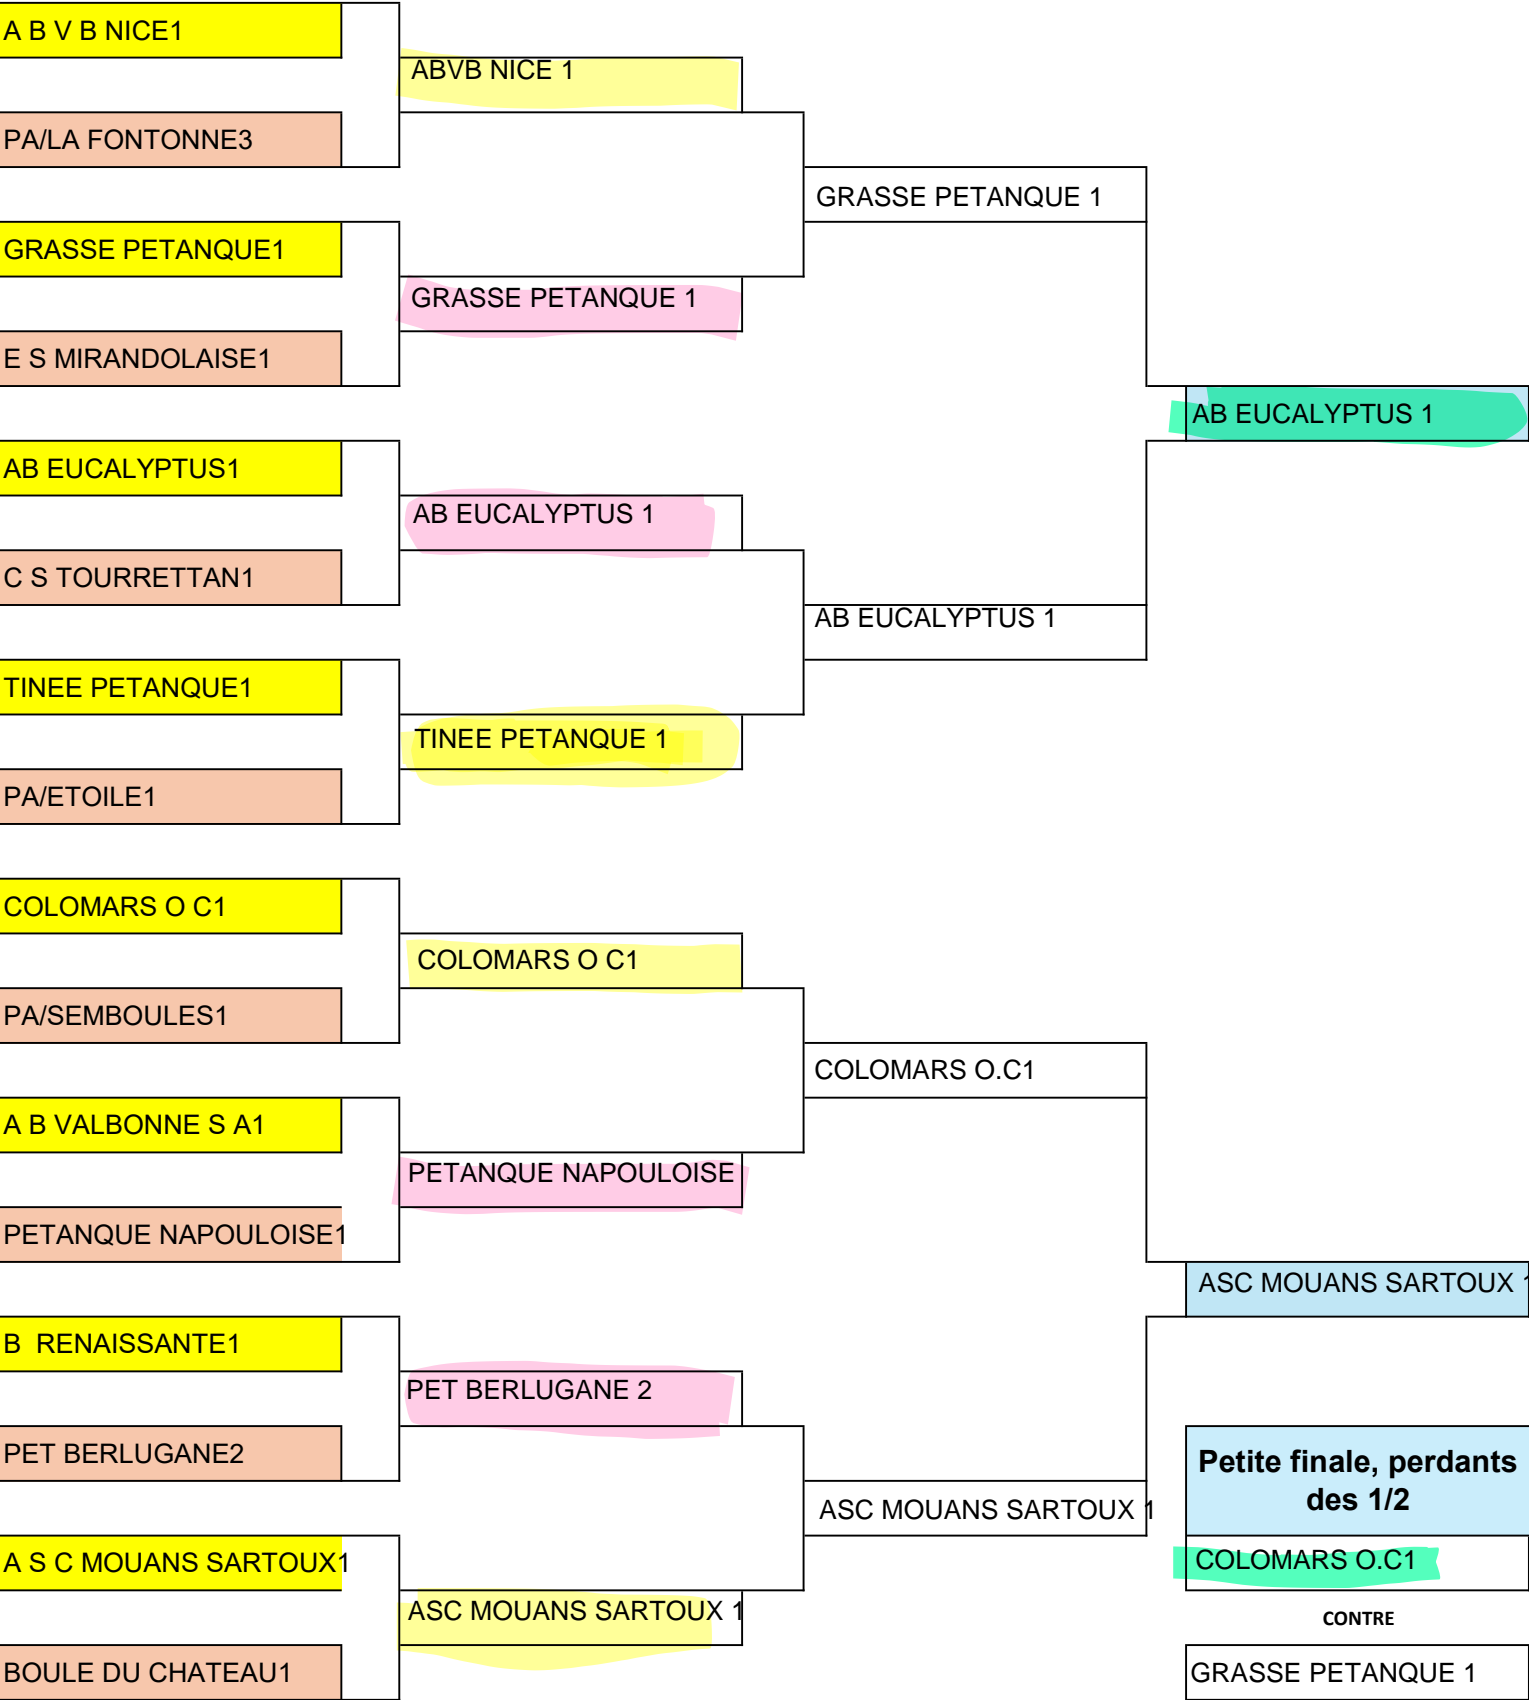 A B V B NICE1
ABVB NICE 1
PA/LA FONTONNE3
GRASSE PETANQUE 1
GRASSE PETANQUE1
GRASSE PETANQUE 1
E S MIRANDOLAISE1
AB EUCALYPTUS 1
AB EUCALYPTUS1
AB EUCALYPTUS 1
C S TOURRETTAN1
AB EUCALYPTUS 1
TINEE PETANQUE1
TINEE PETANQUE 1
PA/ETOILE1
COLOMARS O C1
COLOMARS O C1
PA/SEMBOULES1
COLOMARS O.C1
A B VALBONNE S A1
PETANQUE NAPOULOISE
PETANQUE NAPOULOISE1
ASC MOUANS SARTOUX 1
B  RENAISSANTE1
PET BERLUGANE 2
PET BERLUGANE2
Petite finale, perdants
des 1/2
ASC MOUANS SARTOUX 1
A S C MOUANS SARTOUX1
COLOMARS O.C1
ASC MOUANS SARTOUX 1
CONTRE
BOULE DU CHATEAU1
GRASSE PETANQUE 1